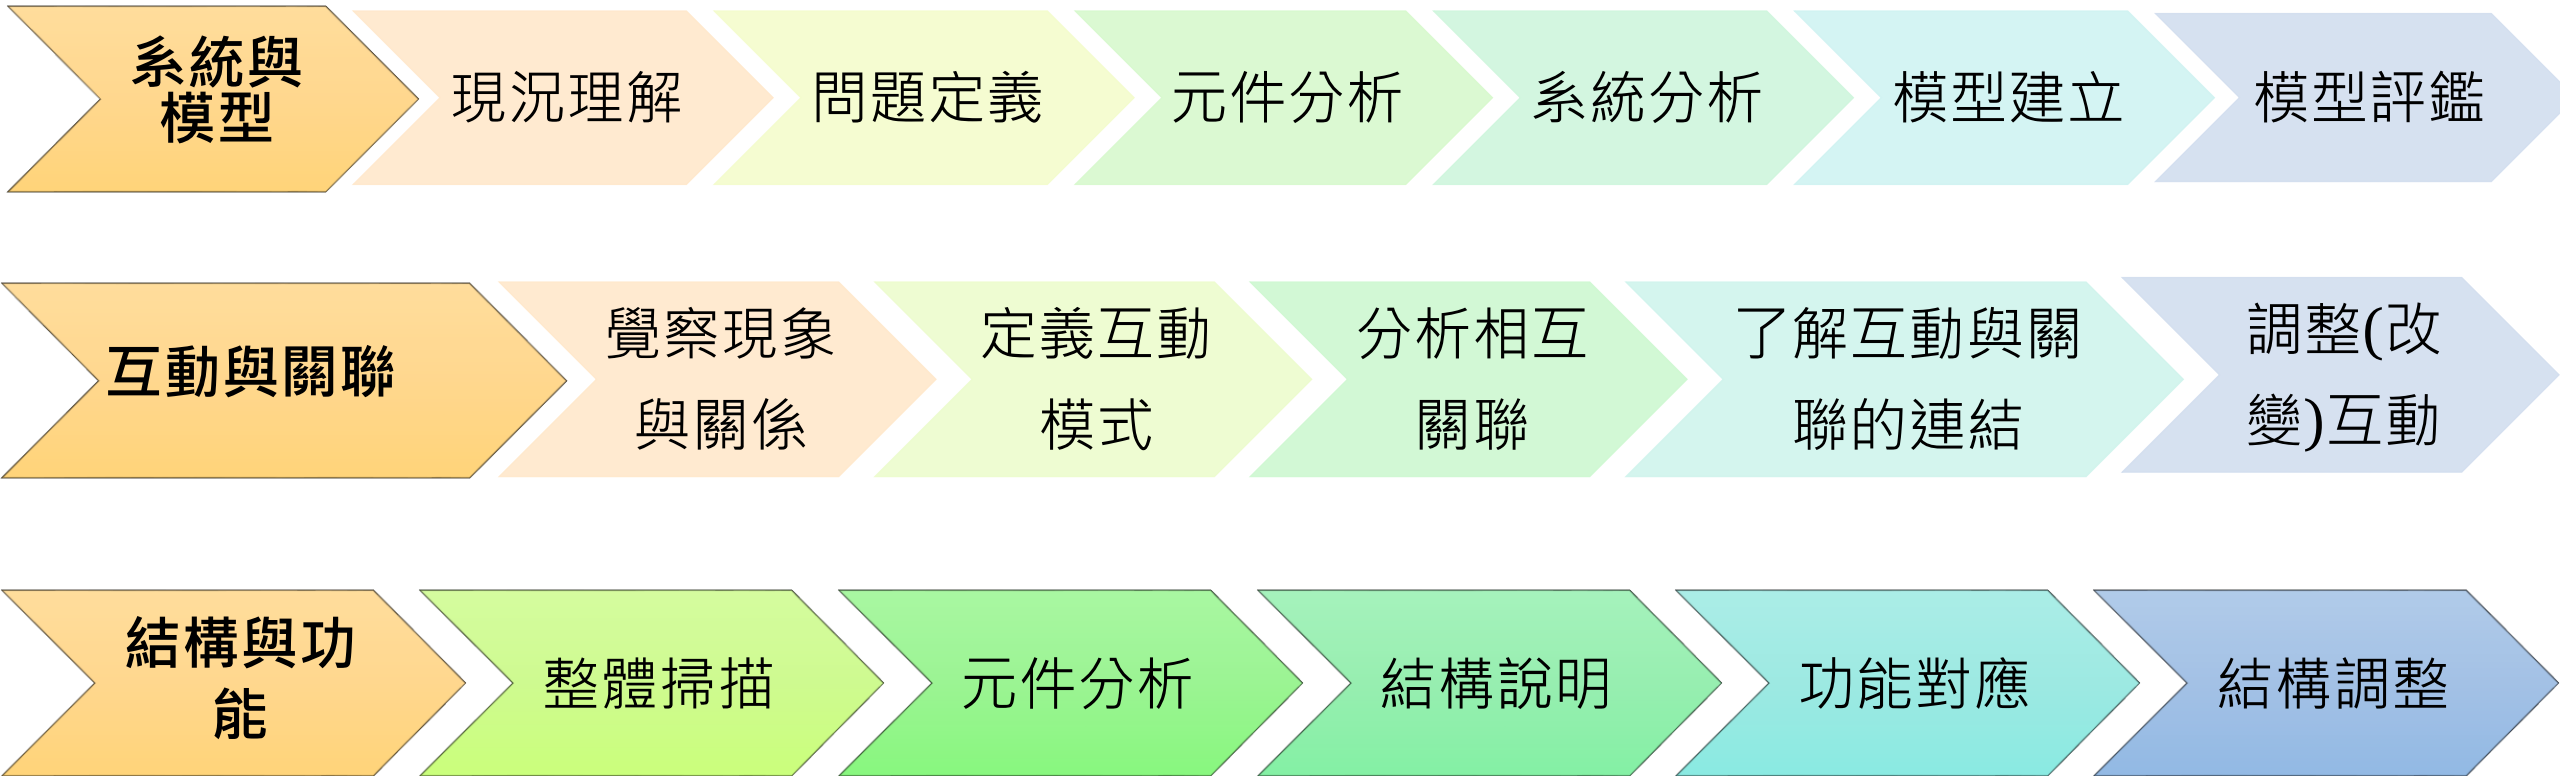 系統與
模型
現況理解
問題定義
元件分析
系統分析
模型建立
模型評鑑
互動與關聯
覺察現象
與關係
定義互動
模式
分析相互
關聯
了解互動與關
聯的連結
調整(改
變)互動
結構與功
能
整體掃描
元件分析
結構說明
功能對應
結構調整